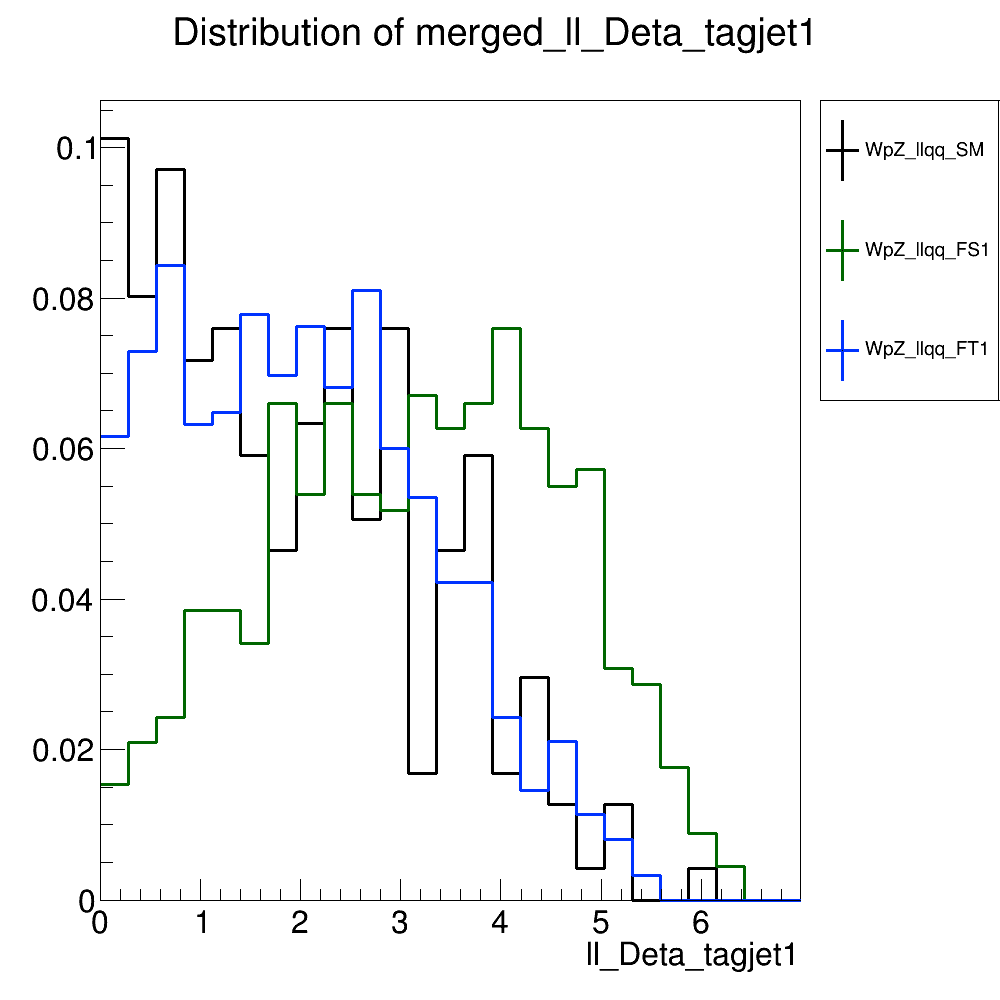 Distribution of merged_ll_Deta_tagjet1
WpZ_llqq_SM
WpZ_llqq_FS1
WpZ_llqq_FT1
0.1
0.08
0.06
0.04
0.02
0
0 1 2 3 4 5 6
ll_Deta_tagjet1